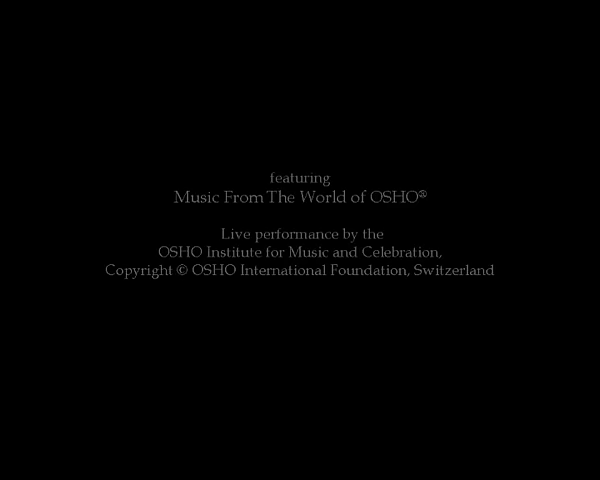 featuring
Music From The World of OSHO®
Live performance by the
OSHO Institute for Music and Celebration,
Copyright © OSHO International Foundation, Switzerland